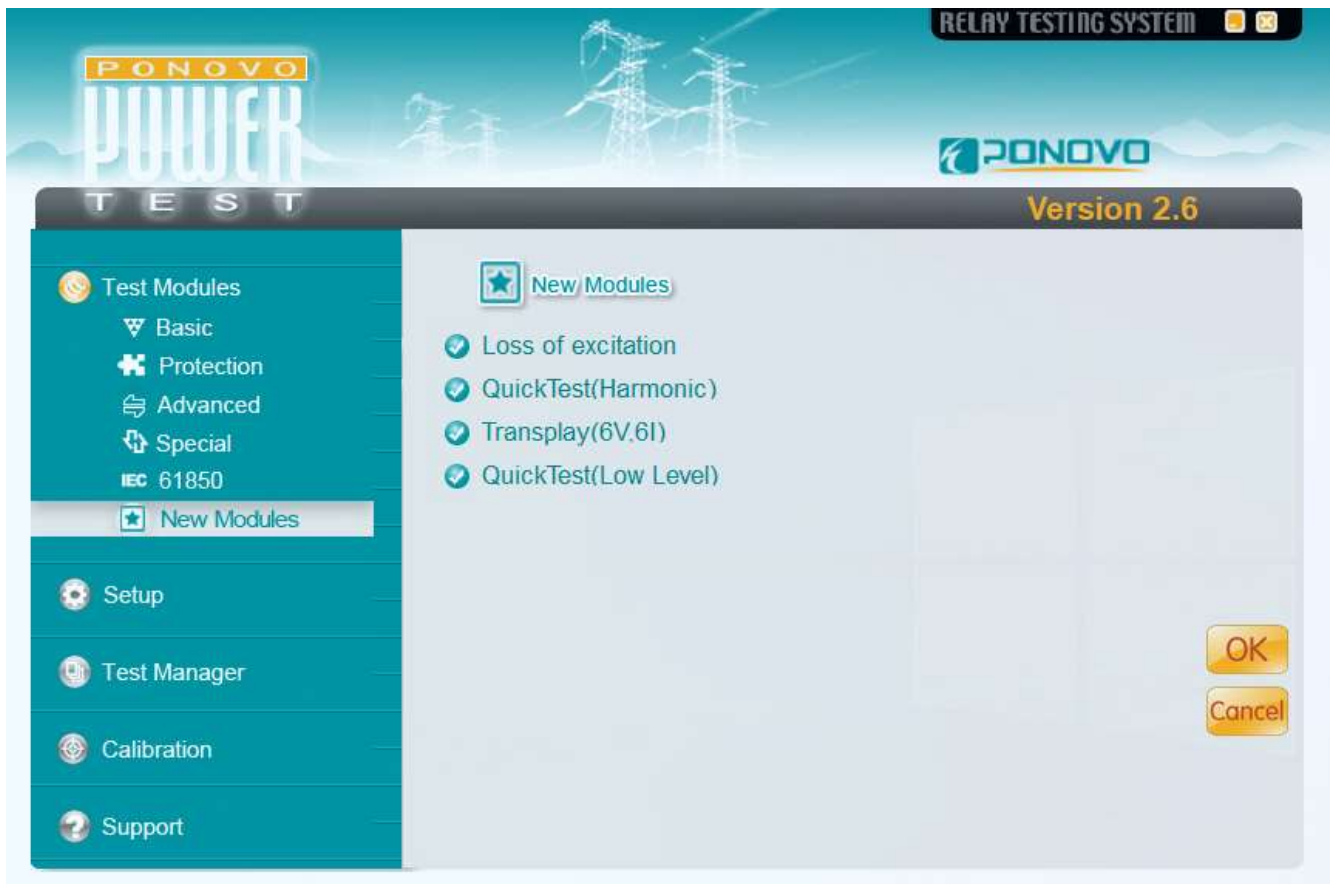 RELAY TESTING SYSTEM
PONOVO
POWER
TEST
PONOVO
Version 2.6
Test Modules
Basic
Protection
Advanced
Special
IEC 61850
New Modules
Setup
Test Manager
Calibration
Support
New Modules
Loss of excitation
QuickTest(Harmonic)
Transplay(6V,6I)
QuickTest(Low Level)
OK
Cancel